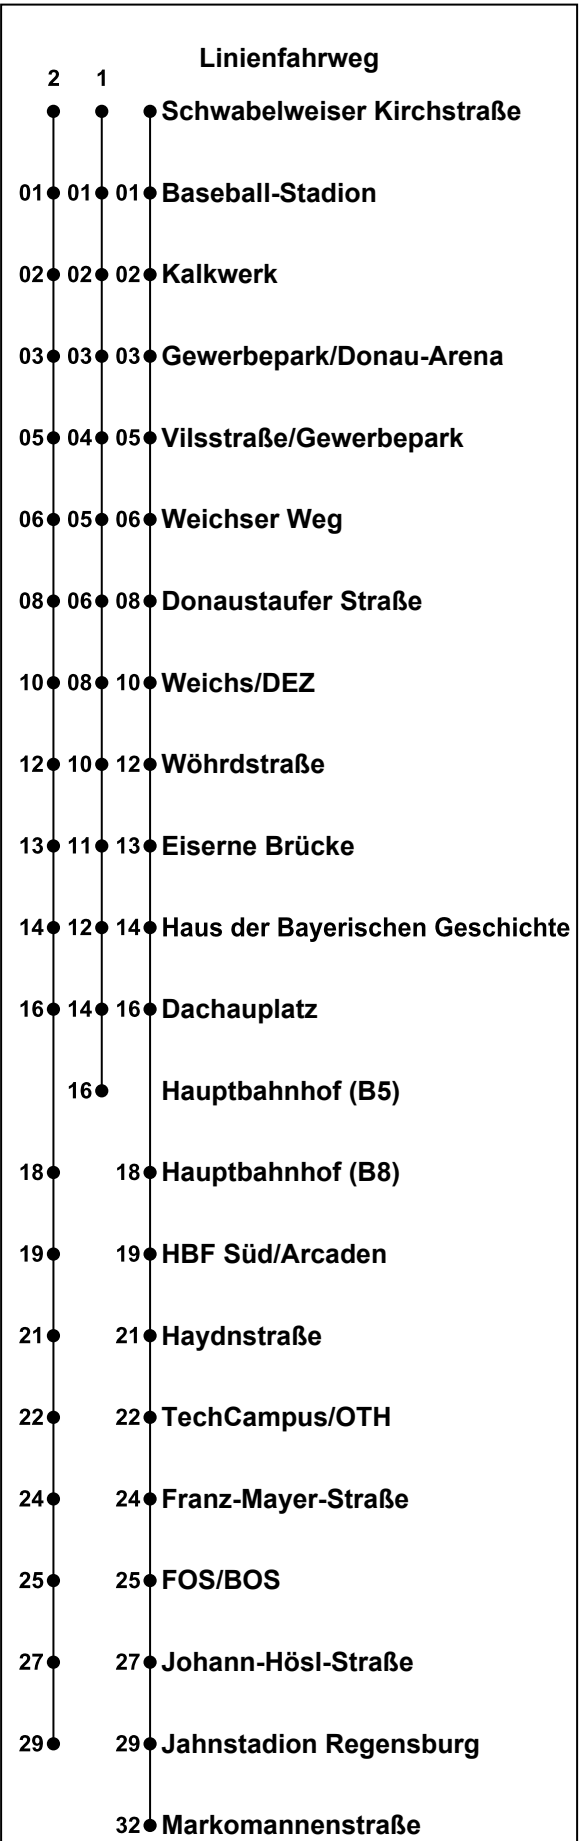 Linienfahrweg
2 1
Schwabelweiser Kirchstraße
01 01 01 Baseball-Stadion
02 02 02 Kalkwerk
03 03 03 Gewerbepark/Donau-Arena
05 04 05 Vilsstraße/Gewerbepark
06 05 06 Weichser Weg
08 06 08 Donaustaufer Straße
10 08 10 Weichs/DEZ
12 10 12 Wöhrdstraße
13 11 13 Eiserne Brücke
14 12 14 Haus der Bayerischen Geschichte
16 14 16 Dachauplatz
16 Hauptbahnhof (B5)
18 18 Hauptbahnhof (B8)
19 19 HBF Süd/Arcaden
21 21 Haydnstraße
22 22 TechCampus/OTH
24 24 Franz-Mayer-Straße
25 25 FOS/BOS
27 27 Johann-Hösl-Straße
29 29 Jahnstadion Regensburg
32 Markomannenstraße